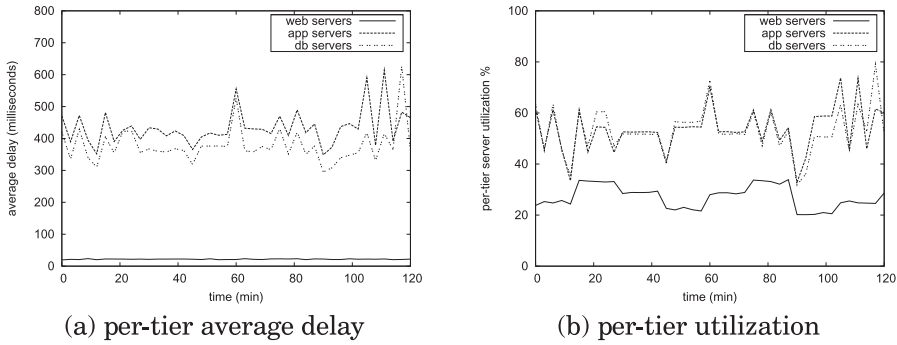 800
700
600
500
400
300
200
100
0
average delay (milliseconds)
web servers
app servers
db servers
0 20 40 60 80 100 120
time (min)
(a) per-tier average delay
100
80
60
40
20
0
per-tier server utilization %
web servers
app servers
db servers
0 20 40 60 80 100 120
time (min)
(b) per-tier utilization